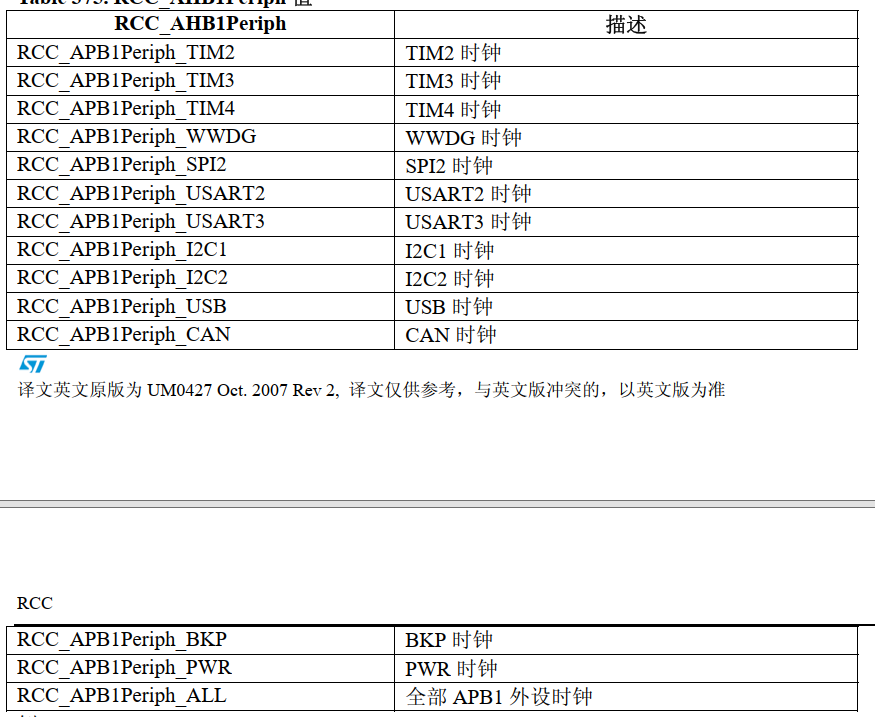 Table 373. RCC_AHB1Periph 值
RCC_AHB1Periph 描述
RCC_APB1Periph_TIM2 TIM2 时钟
RCC_APB1Periph_TIM3 TIM3 时钟
RCC_APB1Periph_TIM4 TIM4 时钟
RCC_APB1Periph_WWDG WWDG 时钟
RCC_APB1Periph_SPI2 SPI2 时钟
RCC_APB1Periph_USART2 USART2 时钟
RCC_APB1Periph_USART3 USART3 时钟
RCC_APB1Periph_I2C1 I2C1 时钟
RCC_APB1Periph_I2C2 I2C2 时钟
RCC_APB1Periph_USB USB 时钟
RCC_APB1Periph_CAN CAN 时钟
ST
译文英文原版为 UM0427 Oct. 2007 Rev 2, 译文仅供参考，与英文版冲突的，以英文版为准
RCC
RCC_APB1Periph_BKP BKP 时钟
RCC_APB1Periph_PWR PWR 时钟
RCC_APB1Periph_ALL 全部 APB1 外设时钟